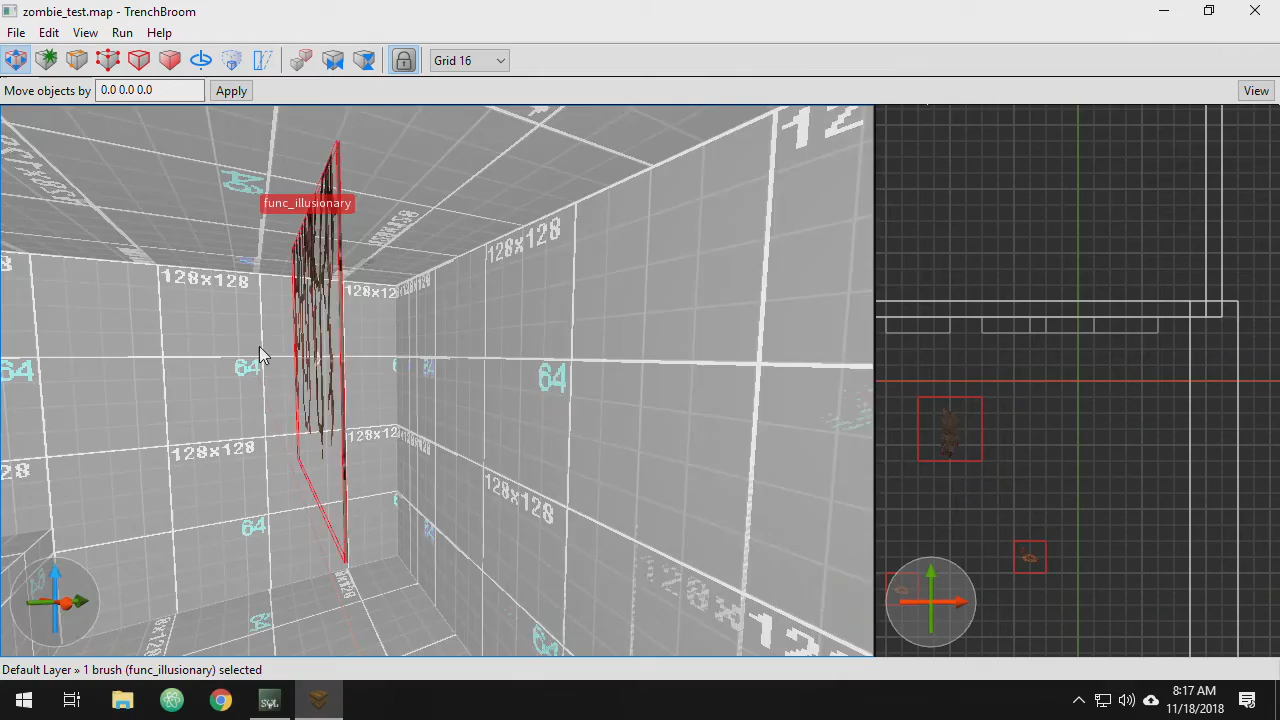 zombie_test.map - TrenchBroom
File Edit View Run Help
Grid 16
Move objects by 0.0 0.0 0.0 Apply View
func_illusionary
128x128
128x128
128x128
64
64
64
128x128
128x128
128x128
64
Default Layer » 1 brush (func_illusionary) selected
SQL
8:17 AM
11/18/2018